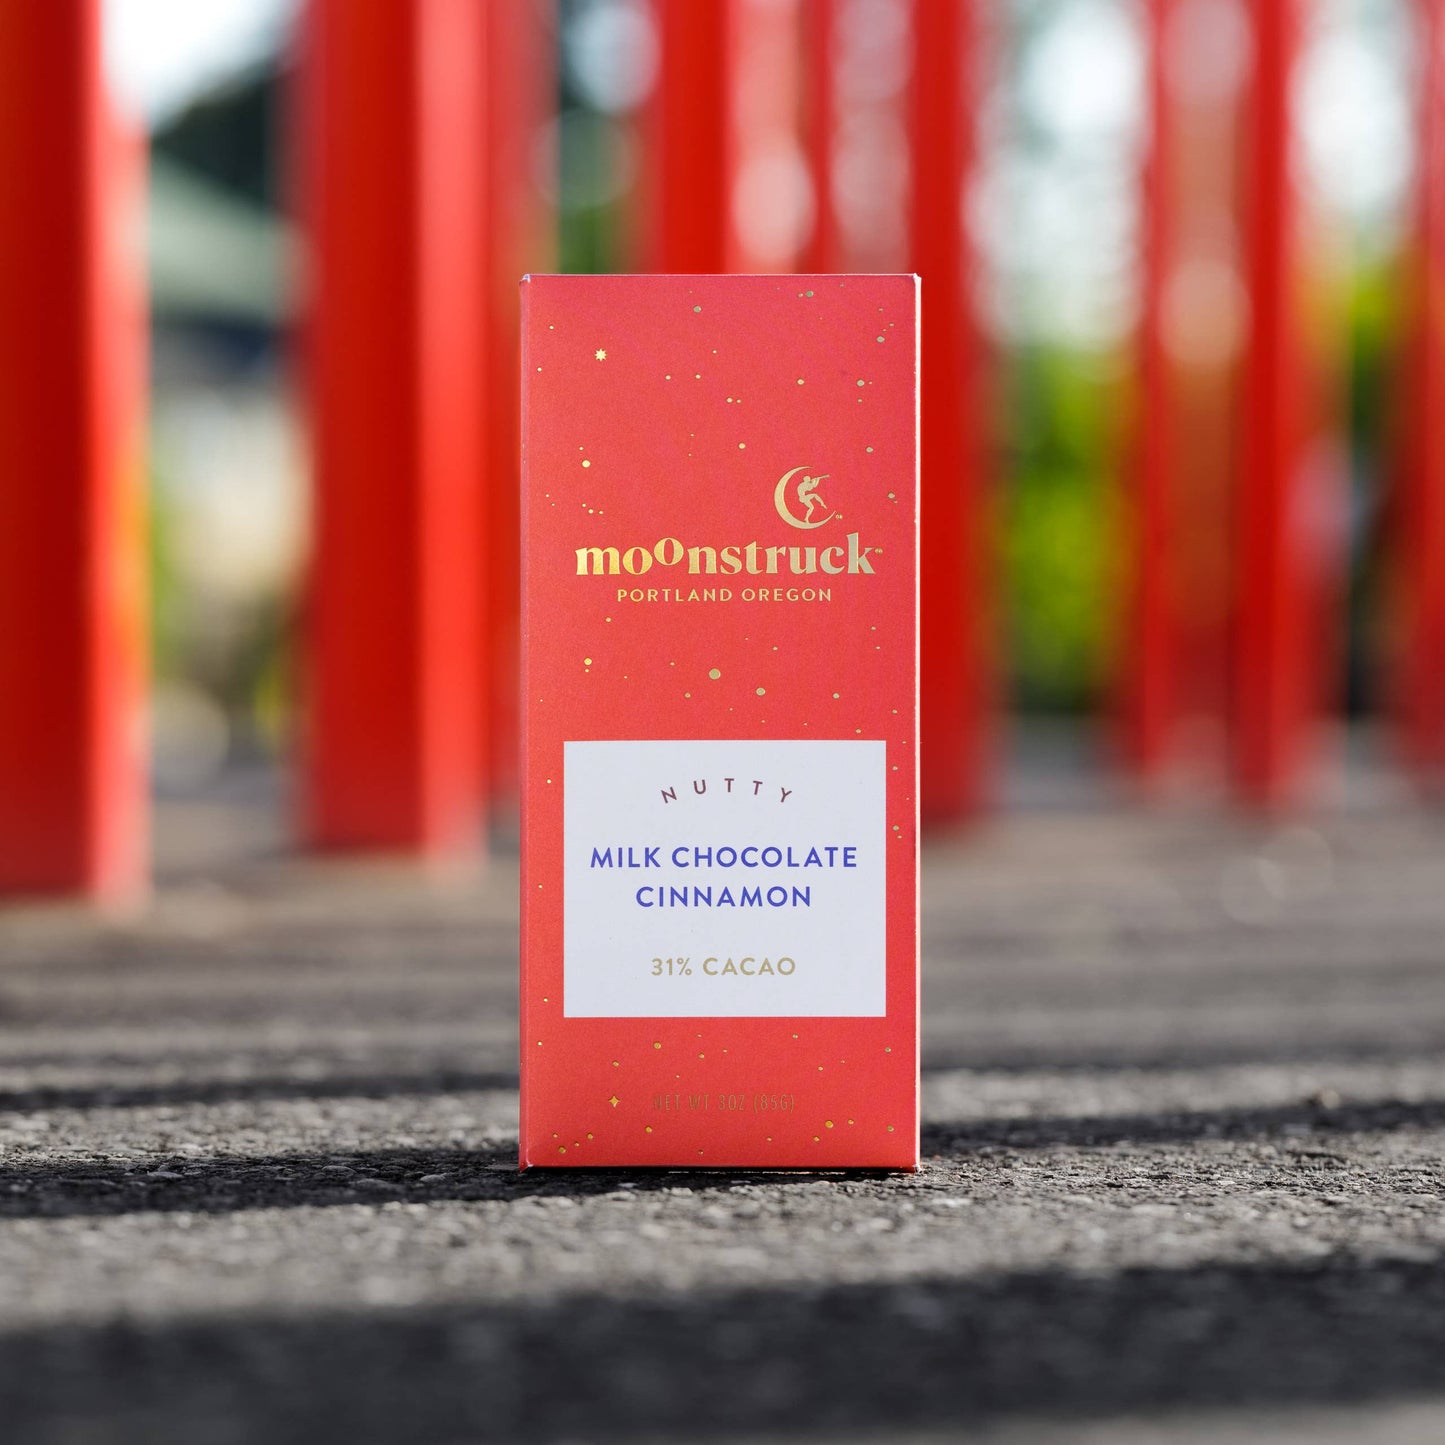 moonstruck
PORTLAND OREGON
NUTTY
MILK CHOCOLATE
CINNAMON
31% CACAO
NET WT 3OZ (85G)